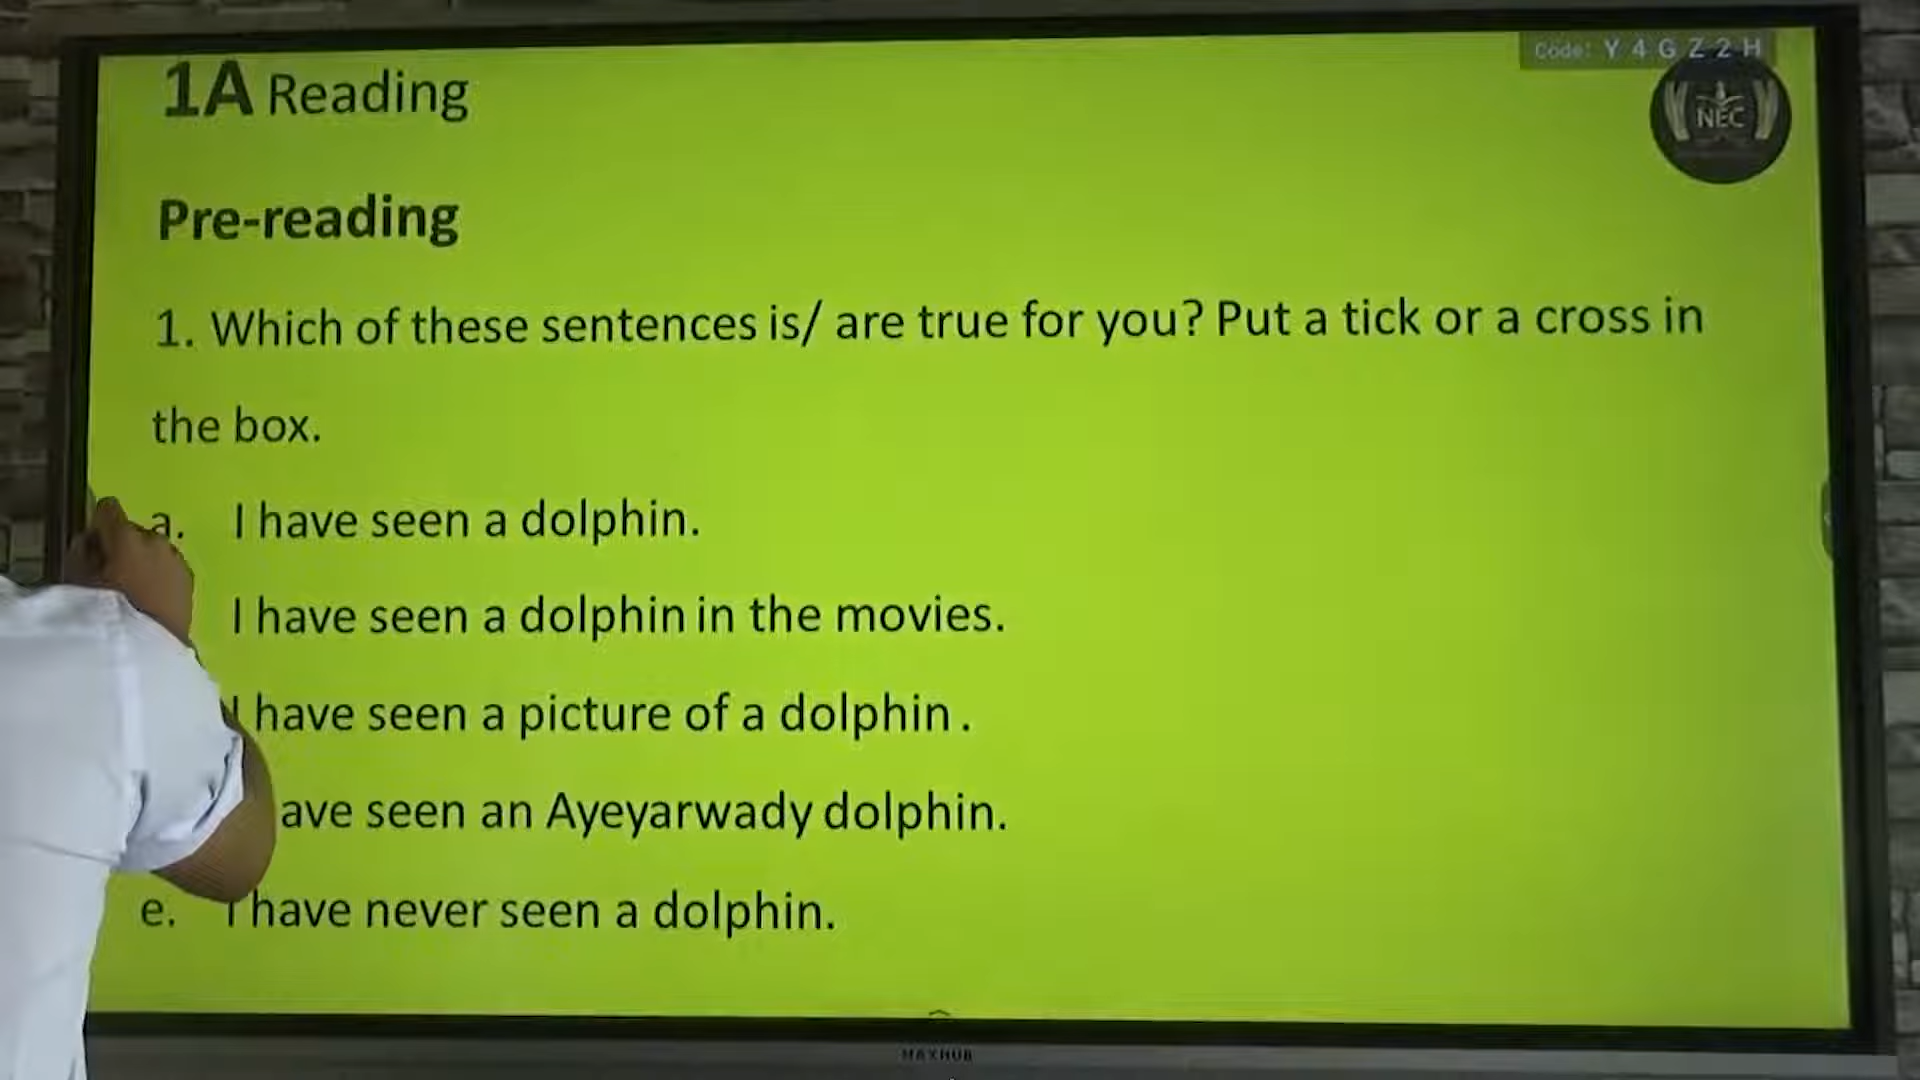 Code: Y 4 G Z 2 H
NEC
1A Reading
Pre-reading
1. Which of these sentences is/ are true for you? Put a tick or a cross in
the box.
a. I have seen a dolphin.
I have seen a dolphin in the movies.
I have seen a picture of a dolphin .
ave seen an Ayeyarwady dolphin.
e. I have never seen a dolphin.
MAXHUB